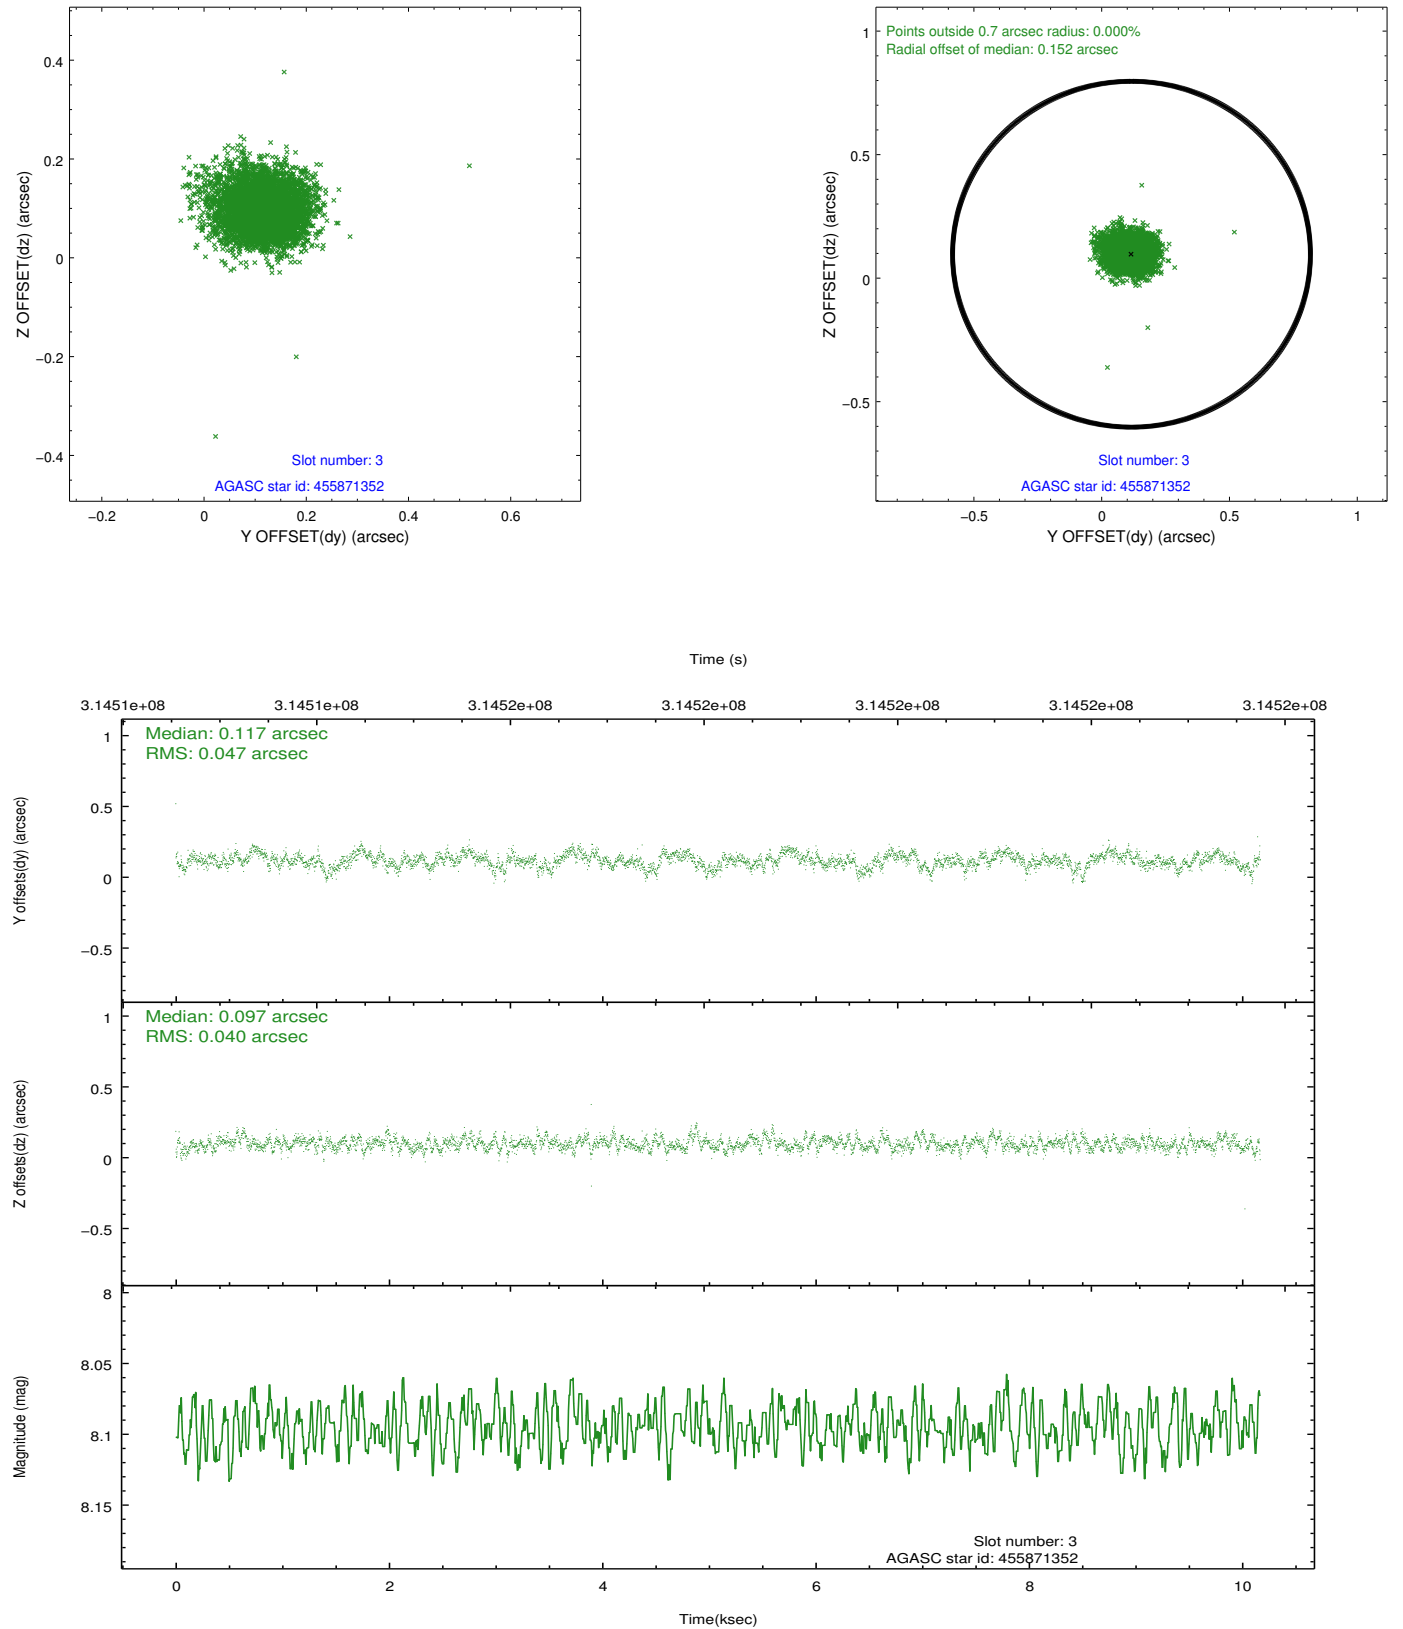 0.4
0.2
0
−0.2
−0.4
Z OFFSET(dz) (arcsec)
Slot number: 3
AGASC star id: 455871352
−0.2 0 0.2 0.4 0.6
Y OFFSET(dy) (arcsec)
Points outside 0.7 arcsec radius: 0.000%
Radial offset of median: 0.152 arcsec
1
0.5
0
−0.5
Z OFFSET(dz) (arcsec)
Slot number: 3
AGASC star id: 455871352
−0.5 0 0.5 1
Y OFFSET(dy) (arcsec)
Time (s)
3.1451e+08 3.1451e+08 3.1452e+08 3.1452e+08 3.1452e+08 3.1452e+08 3.1452e+08
Median: 0.117 arcsec
RMS: 0.047 arcsec
1
0.5
0
−0.5
Y offsets(dy) (arcsec)
Median: 0.097 arcsec
RMS: 0.040 arcsec
1
0.5
0
−0.5
Z offsets(dz) (arcsec)
8
8.05
8.1
8.15
Magnitude (mag)
Slot number: 3
AGASC star id: 455871352
0 2 4 6 8 10
Time(ksec)